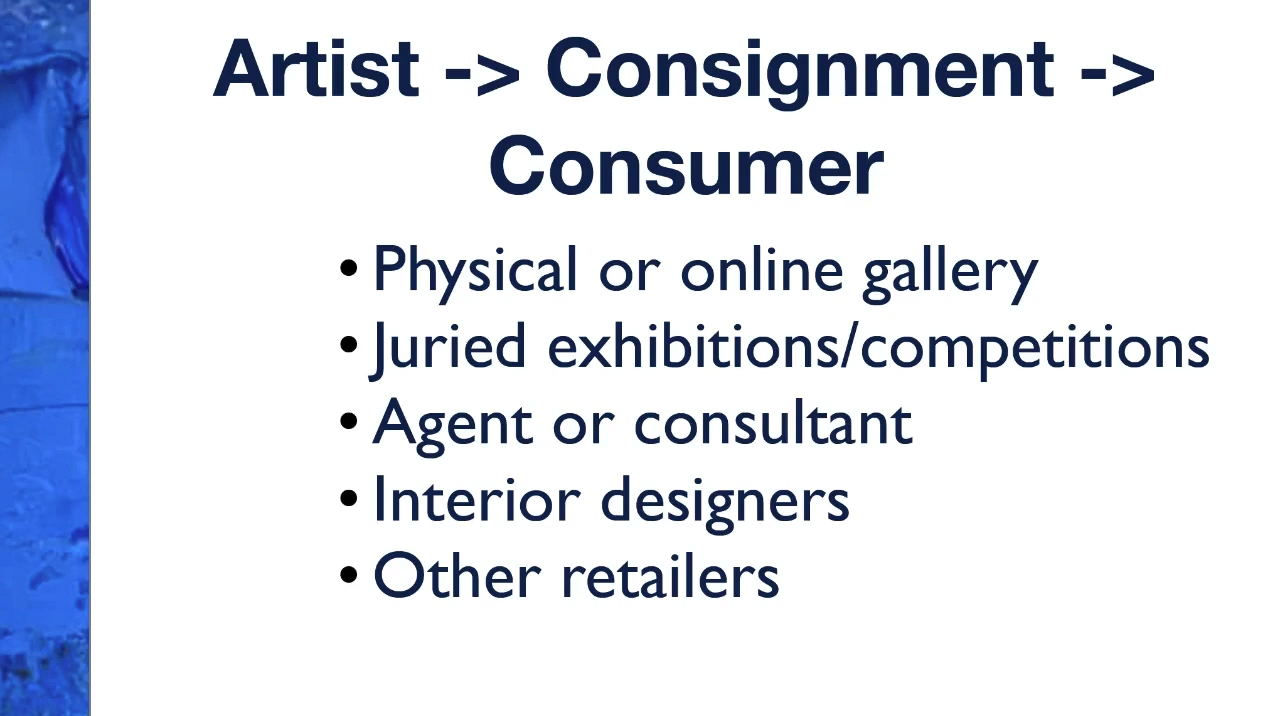 Artist -> Consignment ->
Consumer
• Physical or online gallery
• Juried exhibitions/competitions
• Agent or consultant
• Interior designers
• Other retailers